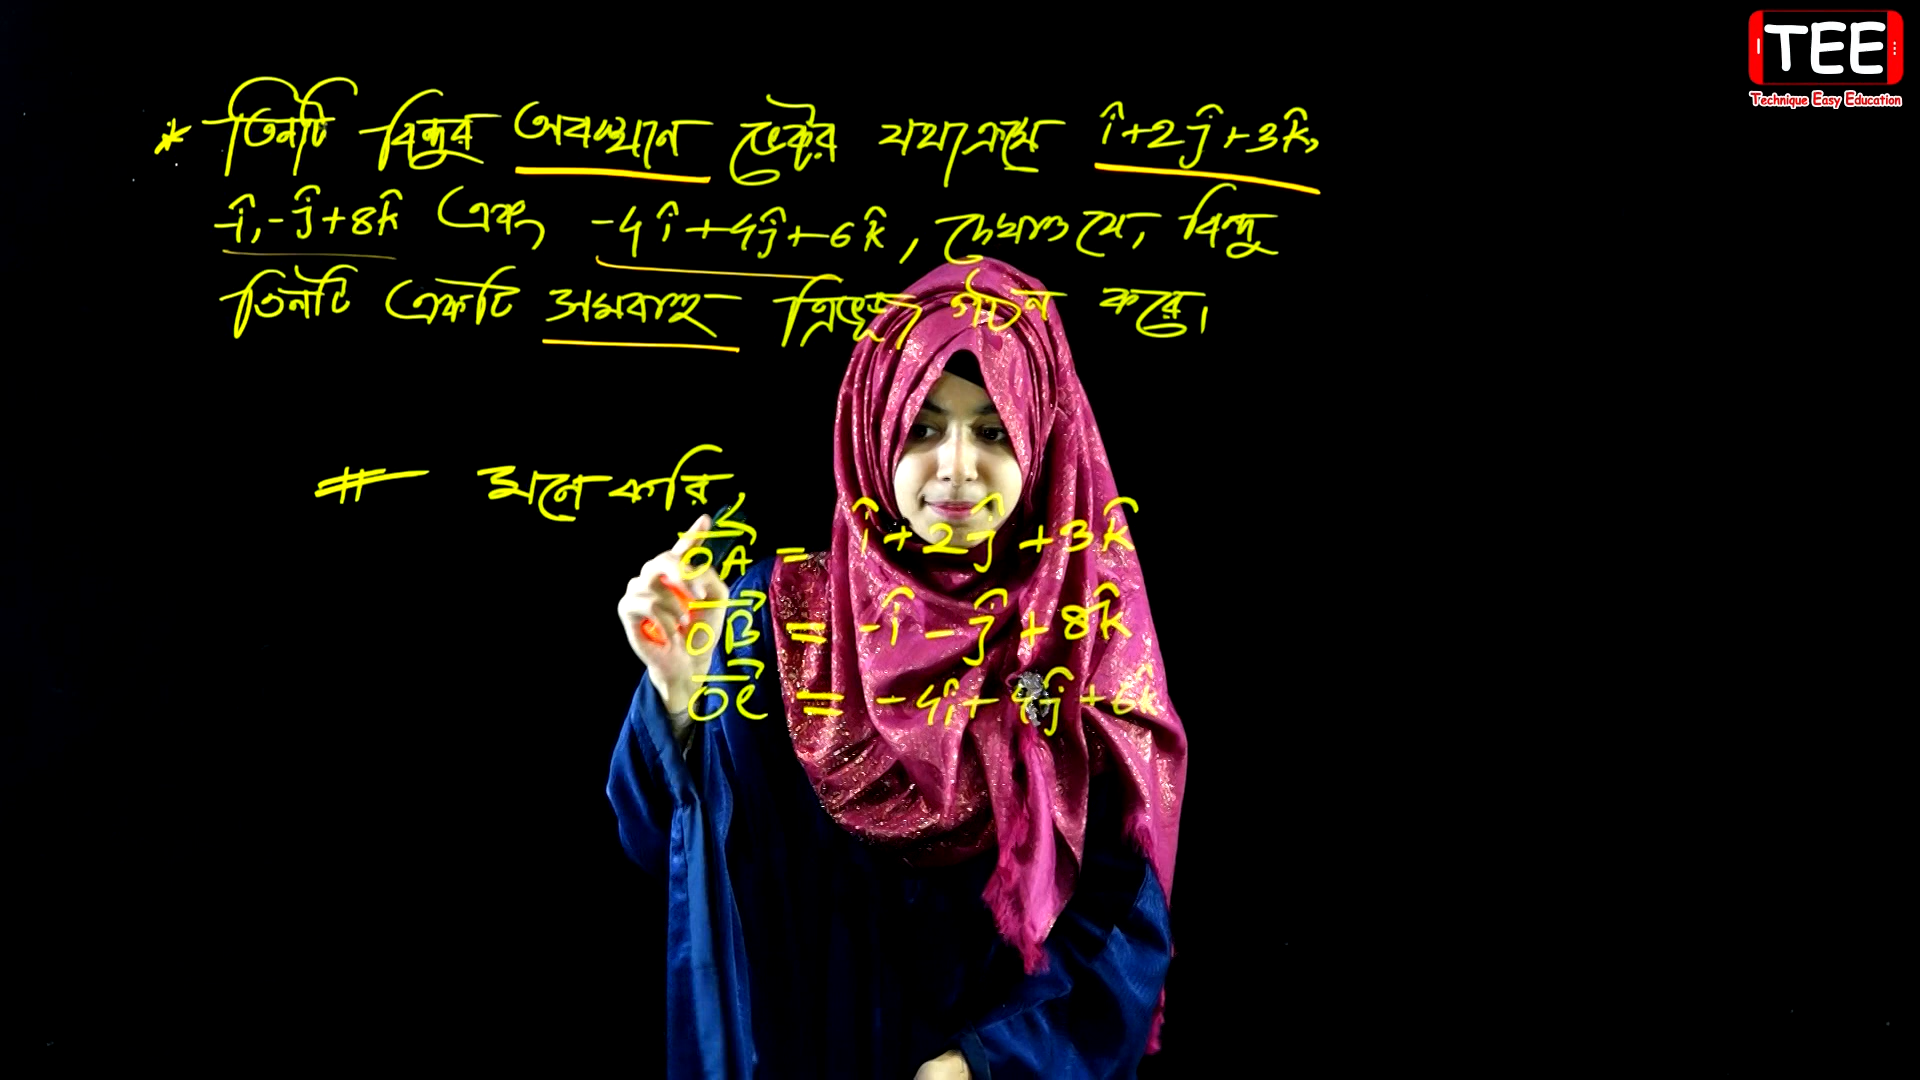 TEE
Technique Easy Education
* তিনটি বিন্দুর অবস্থান ভেক্টর যথাক্রমে î+2ĵ+3k̂,
-î,-ĵ+8k̂ এবং -4î+4ĵ+6k̂, দেখাও যে, বিন্দু
তিনটি একটি সমবাহু ত্রিভূজ গঠন করে।
# মনে করি,
OA⃗ = î+2ĵ+3k̂
OB⃗ = -î-ĵ+8k̂
OC⃗ = -4î+4ĵ+6k̂